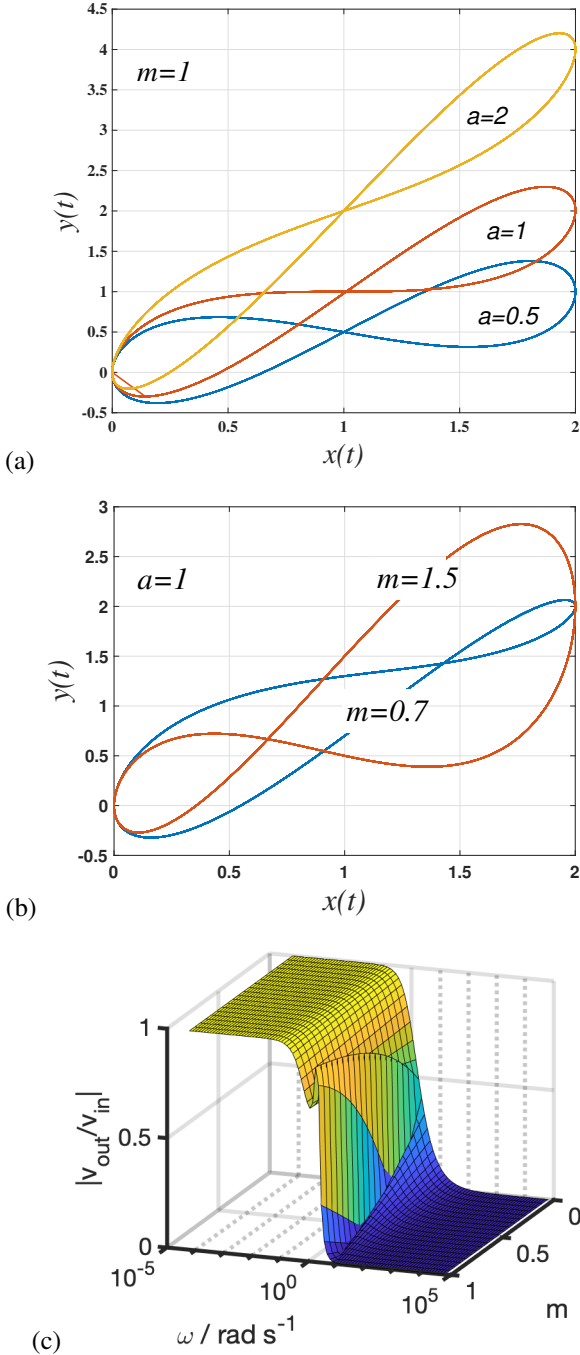 4.5
m=1
4
3.5
a=2
3
2.5
y(t)
2
a=1
1.5
1
a=0.5
0.5
0
-0.5
0 0.5 1 1.5 2
x(t)
(a)
3
2.5
a=1
m=1.5
2
y(t)
1.5
m=0.7
1
0.5
0
-0.5
0 0.5 1 1.5 2
x(t)
(b)
1
|v_out/v_in|
0.5
0
10^-5 10^0 10^5
ω / rad s^-1
0
0.5
1
m
(c)